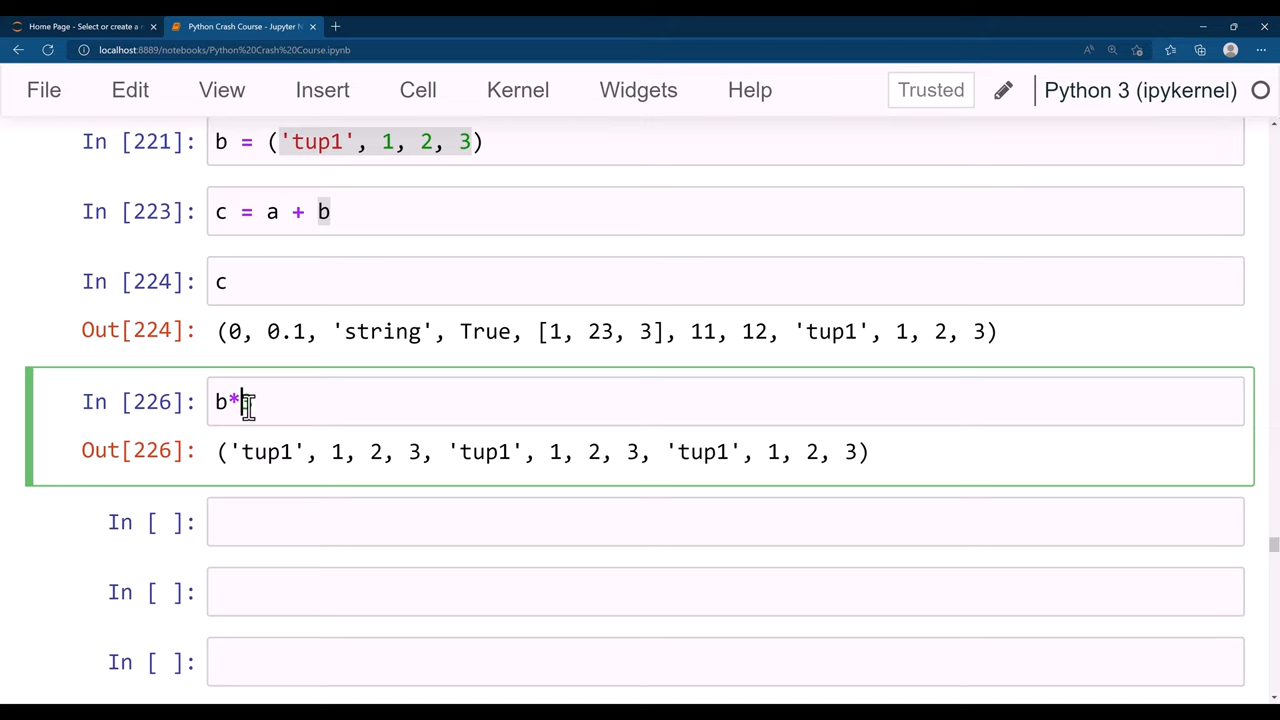 Home Page - Select or create a n
Python Crash Course - Jupyter N
localhost:8889/notebooks/Python%20Crash%20Course.ipynb
File Edit View Insert Cell Kernel Widgets Help Trusted Python 3 (ipykernel)
In [221]: b = ('tup1', 1, 2, 3)
In [223]: c = a + b
In [224]: c
Out[224]: (0, 0.1, 'string', True, [1, 23, 3], 11, 12, 'tup1', 1, 2, 3)
In [226]: b*
Out[226]: ('tup1', 1, 2, 3, 'tup1', 1, 2, 3, 'tup1', 1, 2, 3)
In [ ]:
In [ ]:
In [ ]: